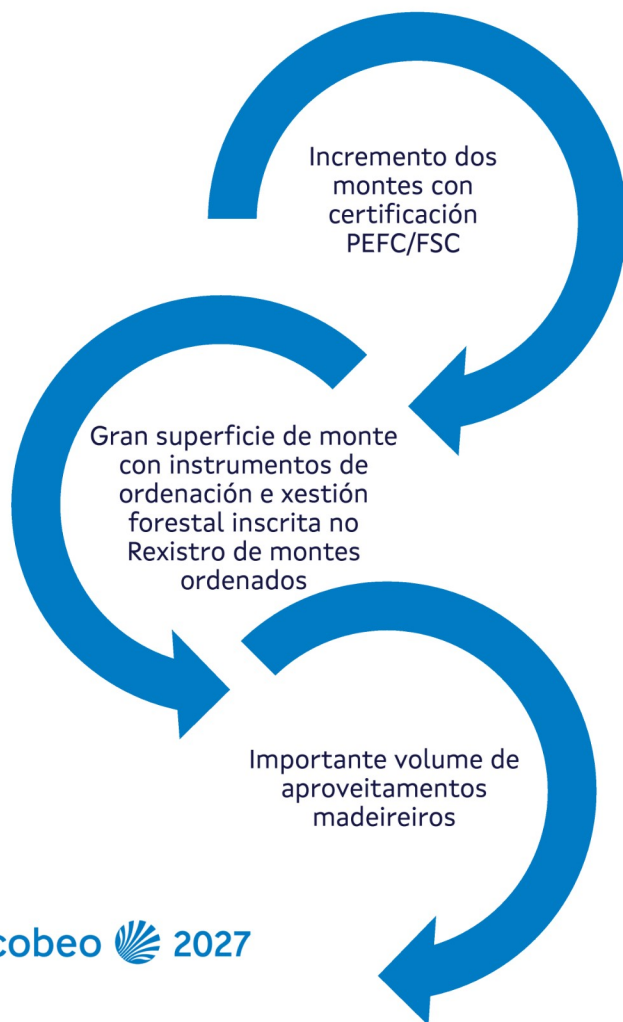 Incremento dos
montes con
certificación
PEFC/FSC
Gran superficie de monte
con instrumentos de
ordenación e xestión
forestal inscrita no
Rexistro de montes
ordenados
Importante volume de
aproveitamentos
madeireiros
cobeo 2027